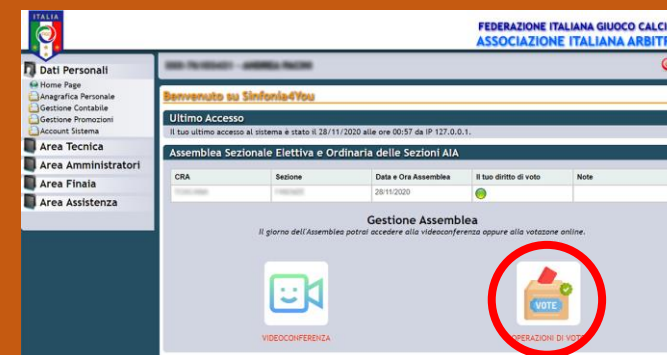 ITALIA
FEDERAZIONE ITALIANA GIUOCO CALCI
ASSOCIAZIONE ITALIANA ARBITR
Dati Personali
Home Page
Anagrafica Personale
Gestione Contabile
Gestione Promozioni
Account Sistema
Area Tecnica
Area Amministratori
Area Finaia
Area Assistenza
Benvenuto su Sinfonia4You
Ultimo Accesso
Il tuo ultimo accesso al sistema è stato il 28/11/2020 alle ore 00:57 da IP 127.0.0.1.
Assemblea Sezionale Elettiva e Ordinaria delle Sezioni AIA
CRA Sezione Data e Ora Assemblea Il tuo diritto di voto Note
28/11/2020
Gestione Assemblea
Il giorno dell'Assemblea potrai accedere alla videoconferenza oppure alla votazione online.
VOTE
VIDEOCONFERENZA
OPERAZIONI DI VOTO